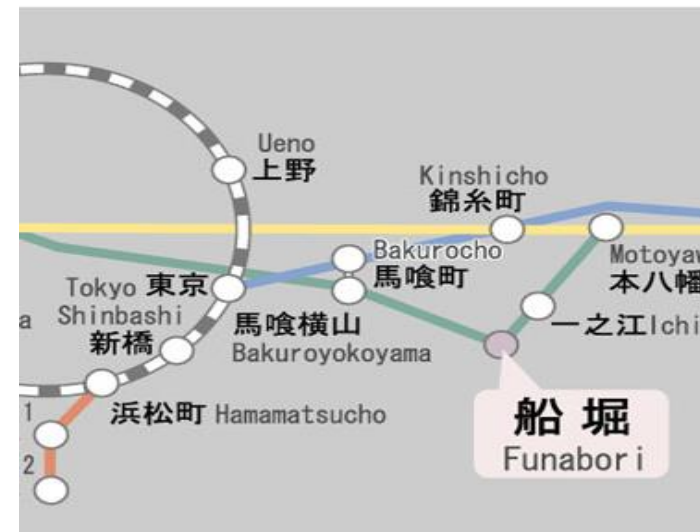 Ueno
上野
Kinshicho
錦糸町
Bakurocho
馬喰町
Motoyaw
本八幡
Tokyo 東京
a Shinbashi
新橋
馬喰横山
Bakuroyokoyama
一之江Ichi
1
浜松町 Hamamatsucho
2
船堀
Funabori